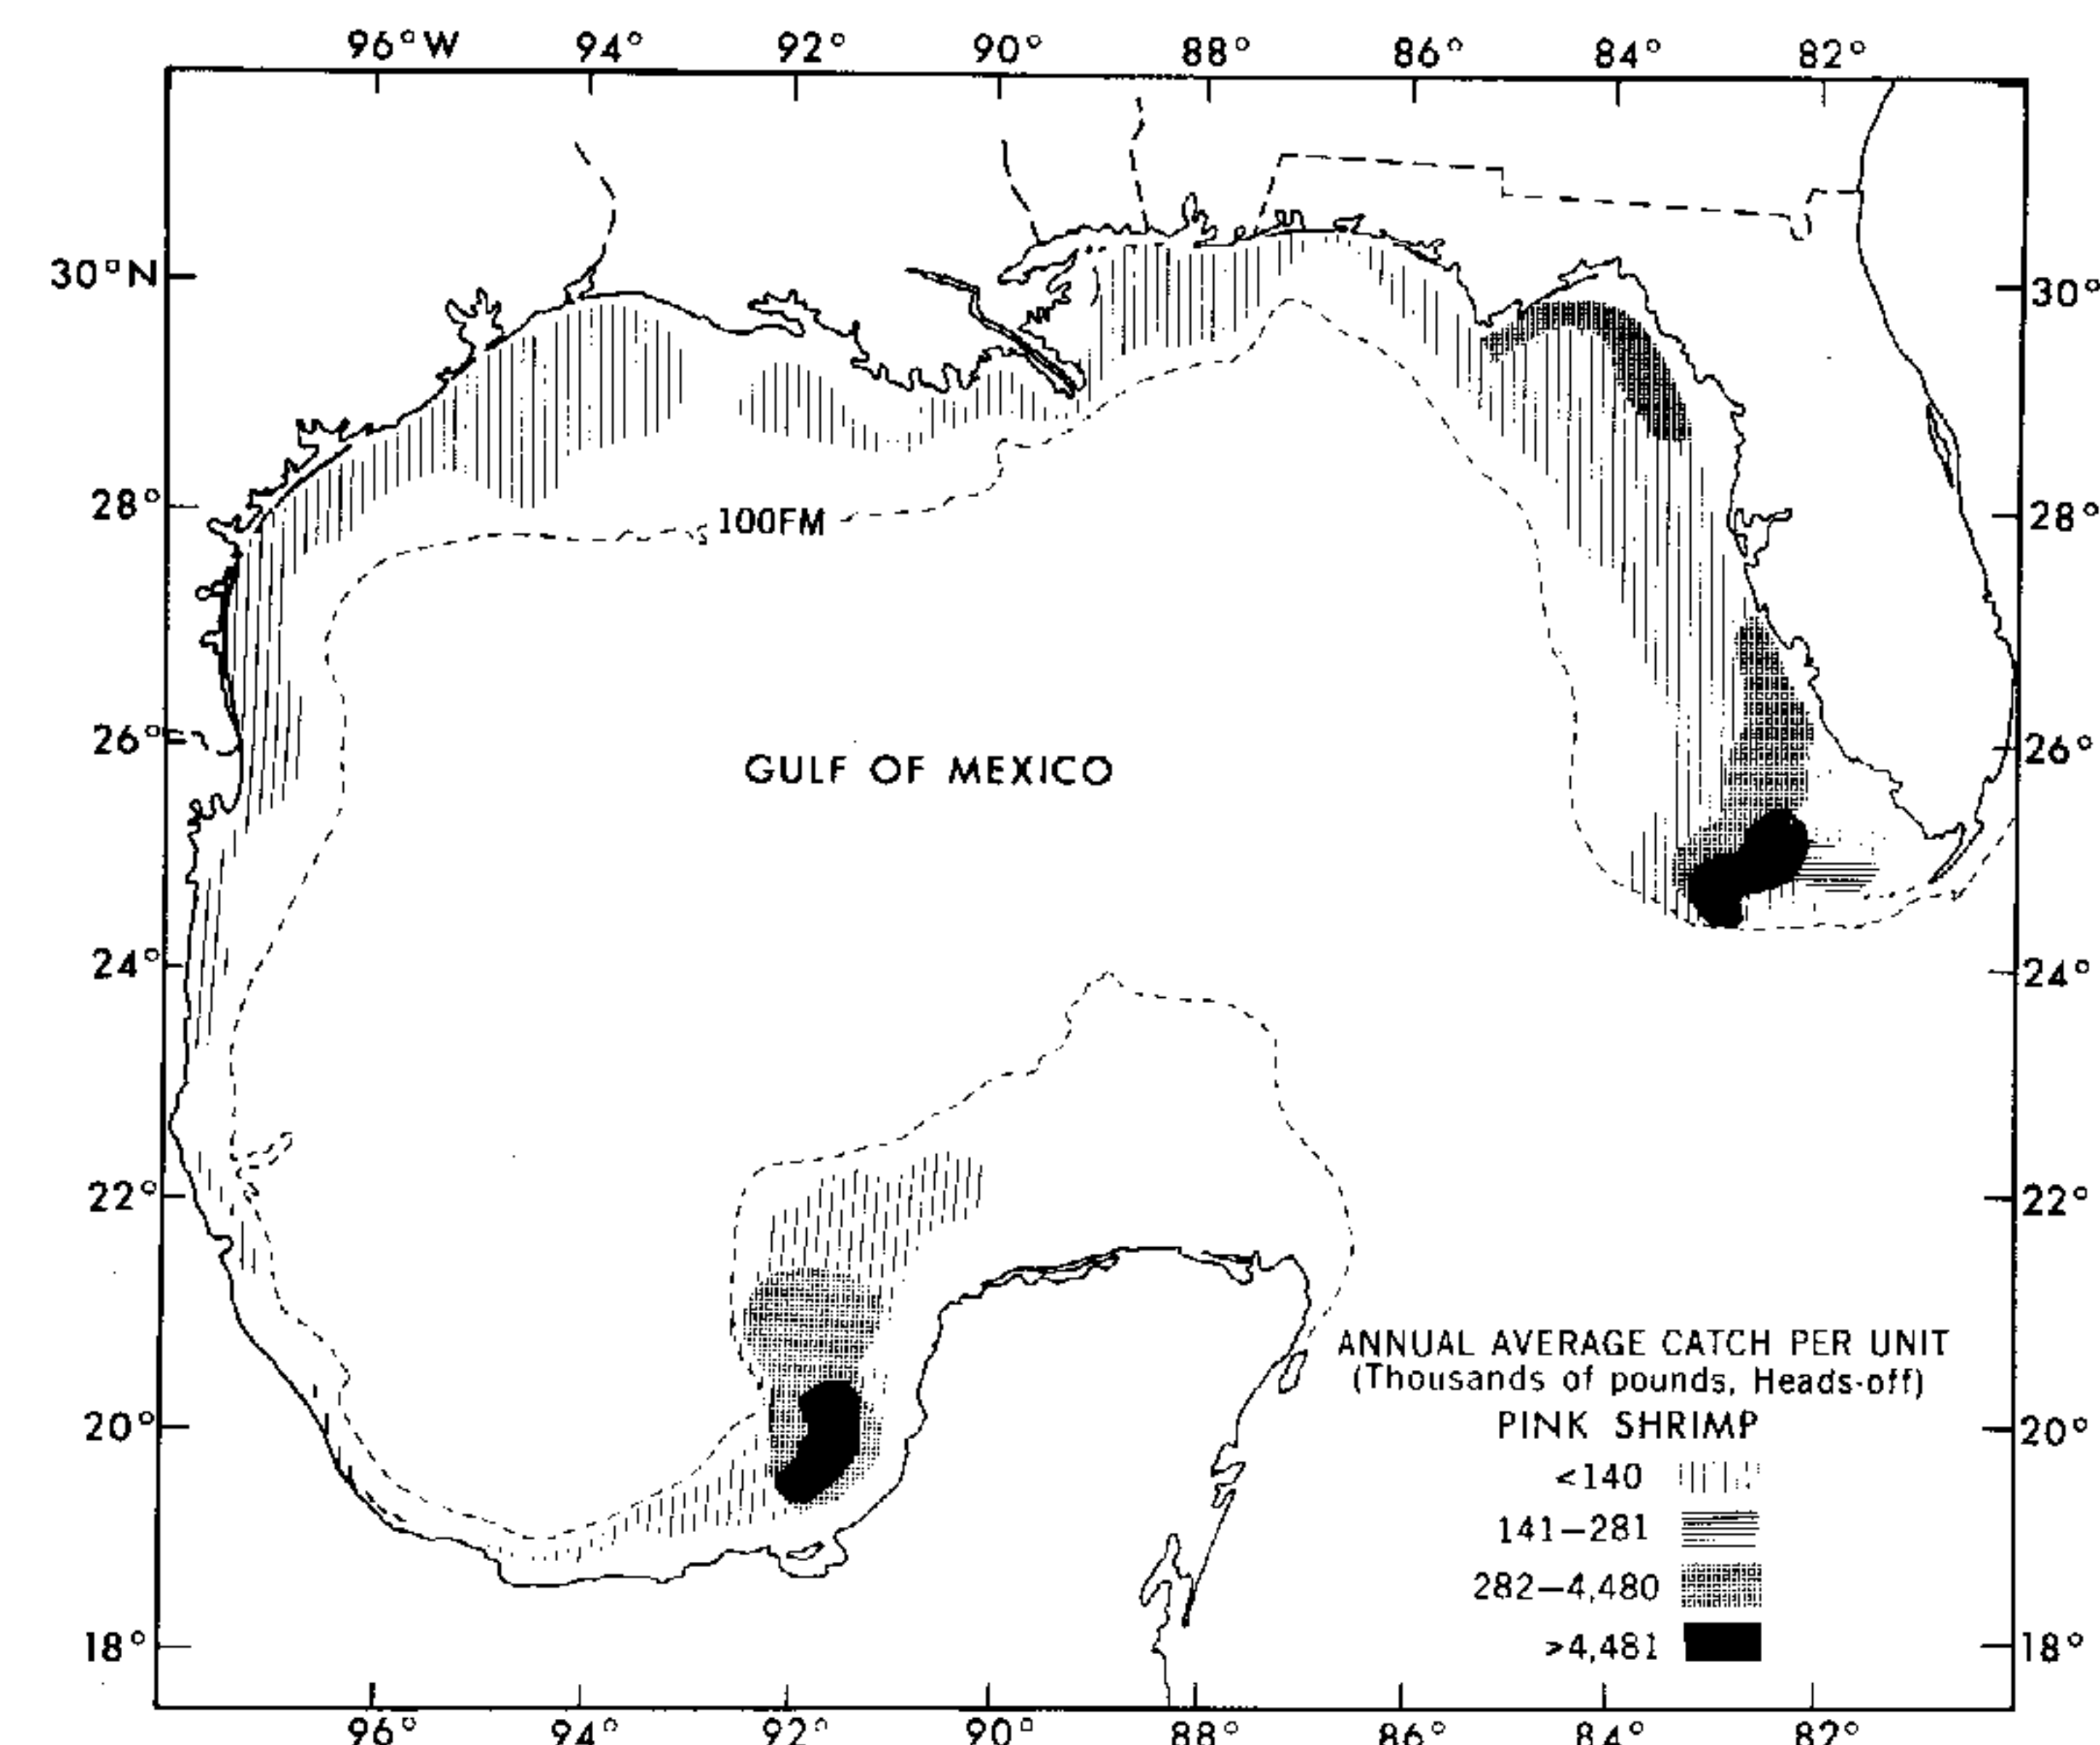 96°W 94° 92° 90° 88° 86° 84° 82°
30°N 30°
28° 28°
100FM
26° 26°
GULF OF MEXICO
24° 24°
22° 22°
ANNUAL AVERAGE CATCH PER UNIT
(Thousands of pounds, Heads-off)
PINK SHRIMP
20° 20°
<140
141–281
282–4,480
>4,481
18° 18°
96° 94° 92° 90° 88° 86° 84° 82°